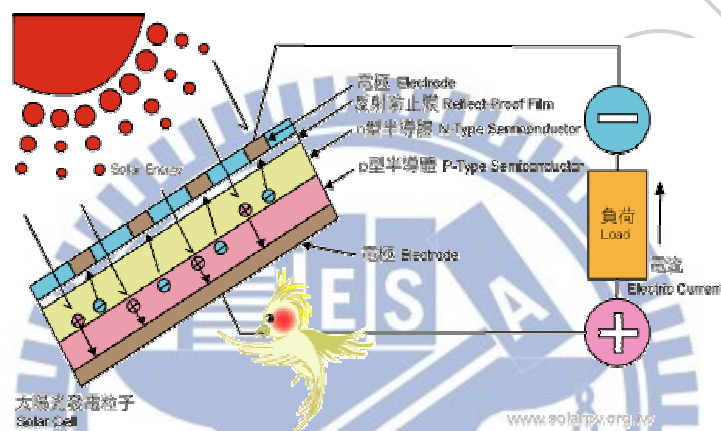 電極 Electrode
反射防止膜 Reflect-Proof Film
n型半導體 N-Type Semiconductor
p型半導體 P-Type Semiconductor
Solar Energy
負荷
Load
電流
Electric Current
電極 Electrode
ESA
太陽光發電粒子
Solar Cell
www.solarpv.org.tw